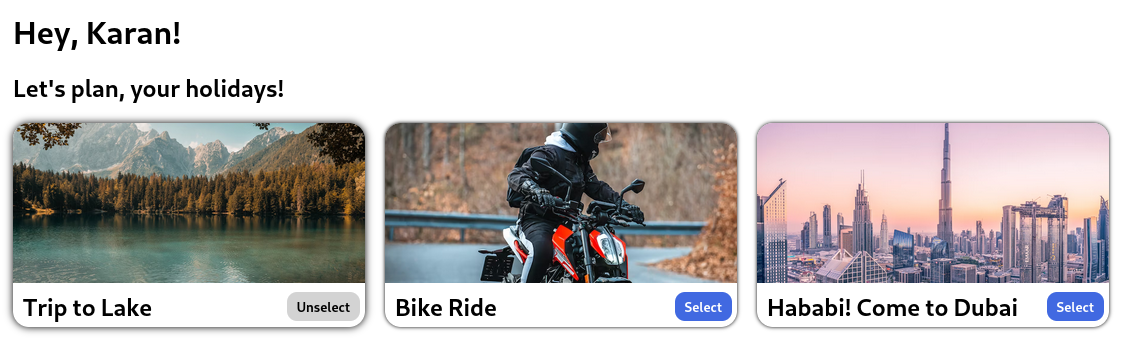 Hey, Karan!
Let's plan, your holidays!
Trip to Lake
Unselect
Bike Ride
Select
Hababi! Come to Dubai
Select